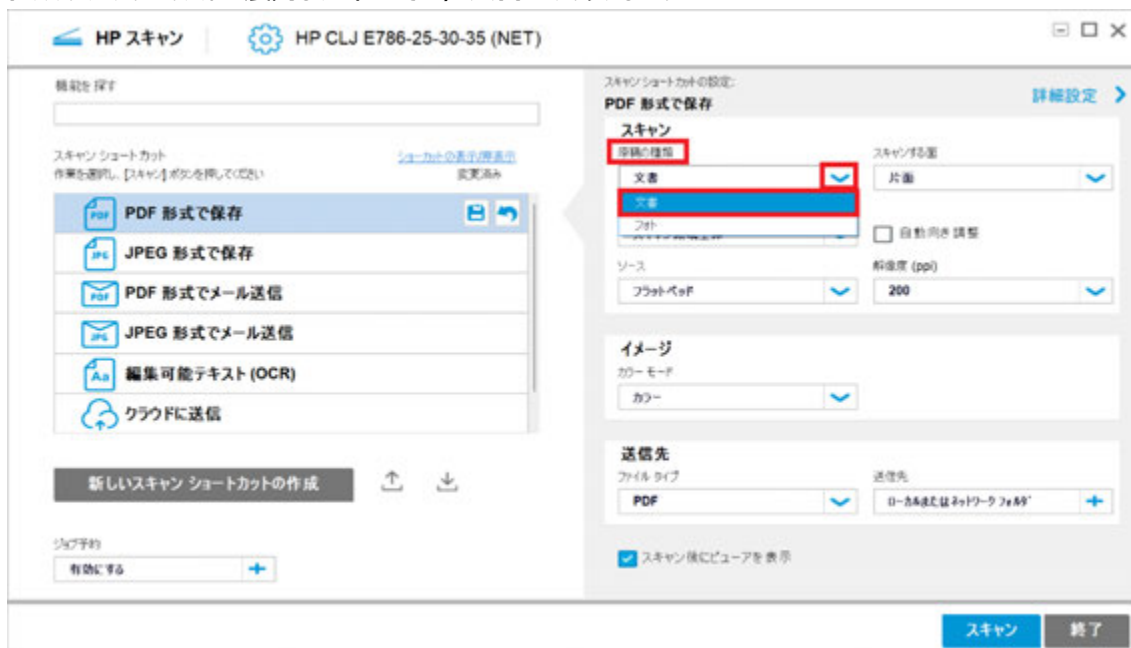 HP スキャン
HP CLJ E786-25-30-35 (NET)
機能を探す
スキャン ショートカット
ショーカットの表示/非表示
作業を選択し、[スキャン] ボタンを押してください
変更済み
PDF 形式で保存
JPEG 形式で保存
PDF 形式でメール送信
JPEG 形式でメール送信
編集可能テキスト (OCR)
クラウドに送信
新しいスキャン ショートカットの作成
ジョブ予約
有効にする
スキャン ショートカットの設定:
PDF 形式で保存
詳細設定
スキャン
原稿の種類
スキャンする面
文書
片面
文書
フォト
自動向き調整
ソース
解像度 (ppi)
フラットベッド
200
イメージ
カラー モード
カラー
送信先
ファイル タイプ
送信先
PDF
ローカルまたはネットワーク フォルダ
スキャン後にビューアを表示
スキャン
終了